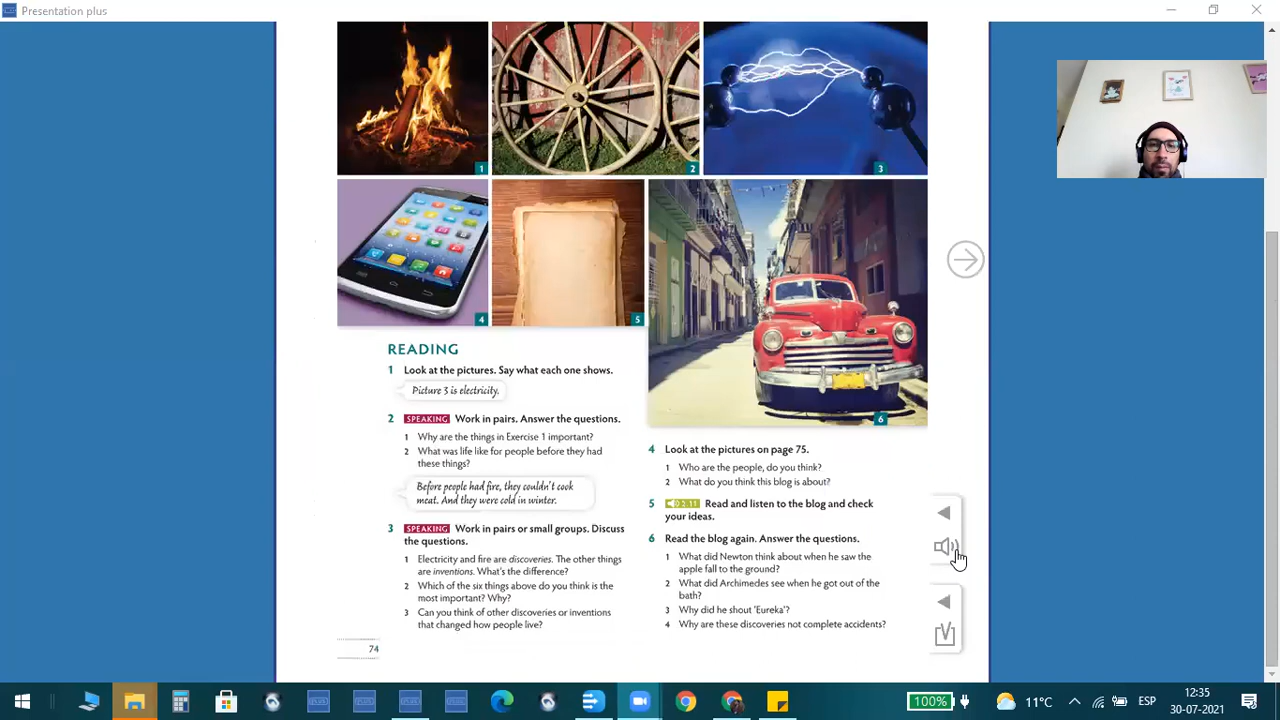 Presentation plus
1
2
3
4
5
6
READING
1 Look at the pictures. Say what each one shows.
Picture 3 is electricity.
2 SPEAKING Work in pairs. Answer the questions.
1 Why are the things in Exercise 1 important?
2 What was life like for people before they had
these things?
Before people had fire, they couldn't cook
meat. And they were cold in winter.
3 SPEAKING Work in pairs or small groups. Discuss
the questions.
1 Electricity and fire are discoveries. The other things
are inventions. What's the difference?
2 Which of the six things above do you think is the
most important? Why?
3 Can you think of other discoveries or inventions
that changed how people live?
74
4 Look at the pictures on page 75.
1 Who are the people, do you think?
2 What do you think this blog is about?
5 2.11 Read and listen to the blog and check
your ideas.
6 Read the blog again. Answer the questions.
1 What did Newton think about when he saw the
apple fall to the ground?
2 What did Archimedes see when he got out of the
bath?
3 Why did he shout 'Eureka'?
4 Why are these discoveries not complete accidents?
100%
11°C
ESP
12:35
30-07-2021